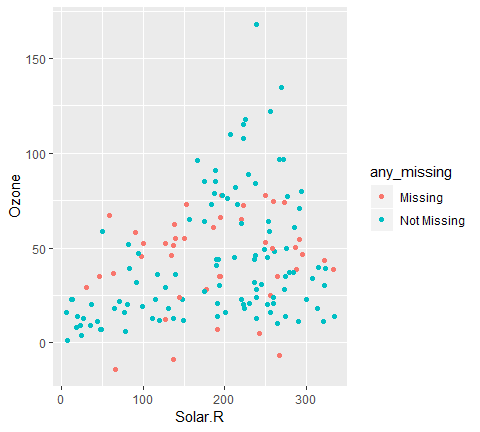 150
100
50
0
Ozone
0 100 200 300
Solar.R
any_missing
Missing
Not Missing